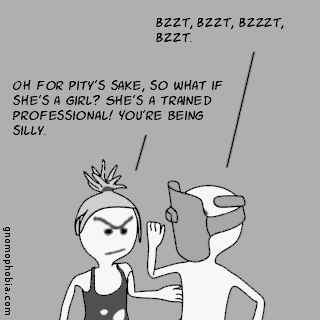 BZZT, BZZT, BZZZT,
BZZT.
OH FOR PITY'S SAKE, SO WHAT IF
SHE'S A GIRL? SHE'S A TRAINED
PROFESSIONAL! YOU'RE BEING
SILLY.
gnomophobia.com